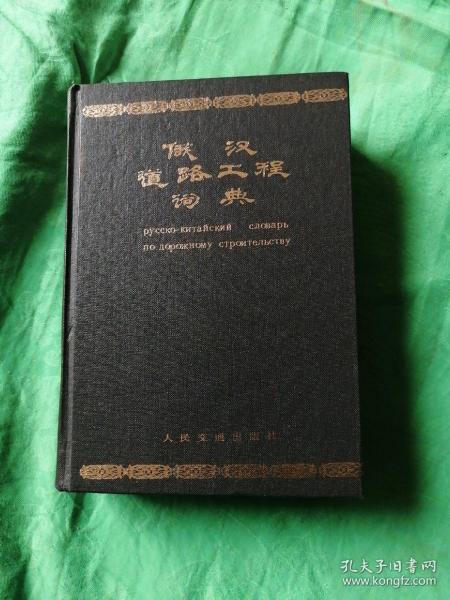 俄汉
道路工程
词典
русско-китайский словарь
по дорожному строительству
人民交通出版社
孔夫子旧书网
www.kongfz.com